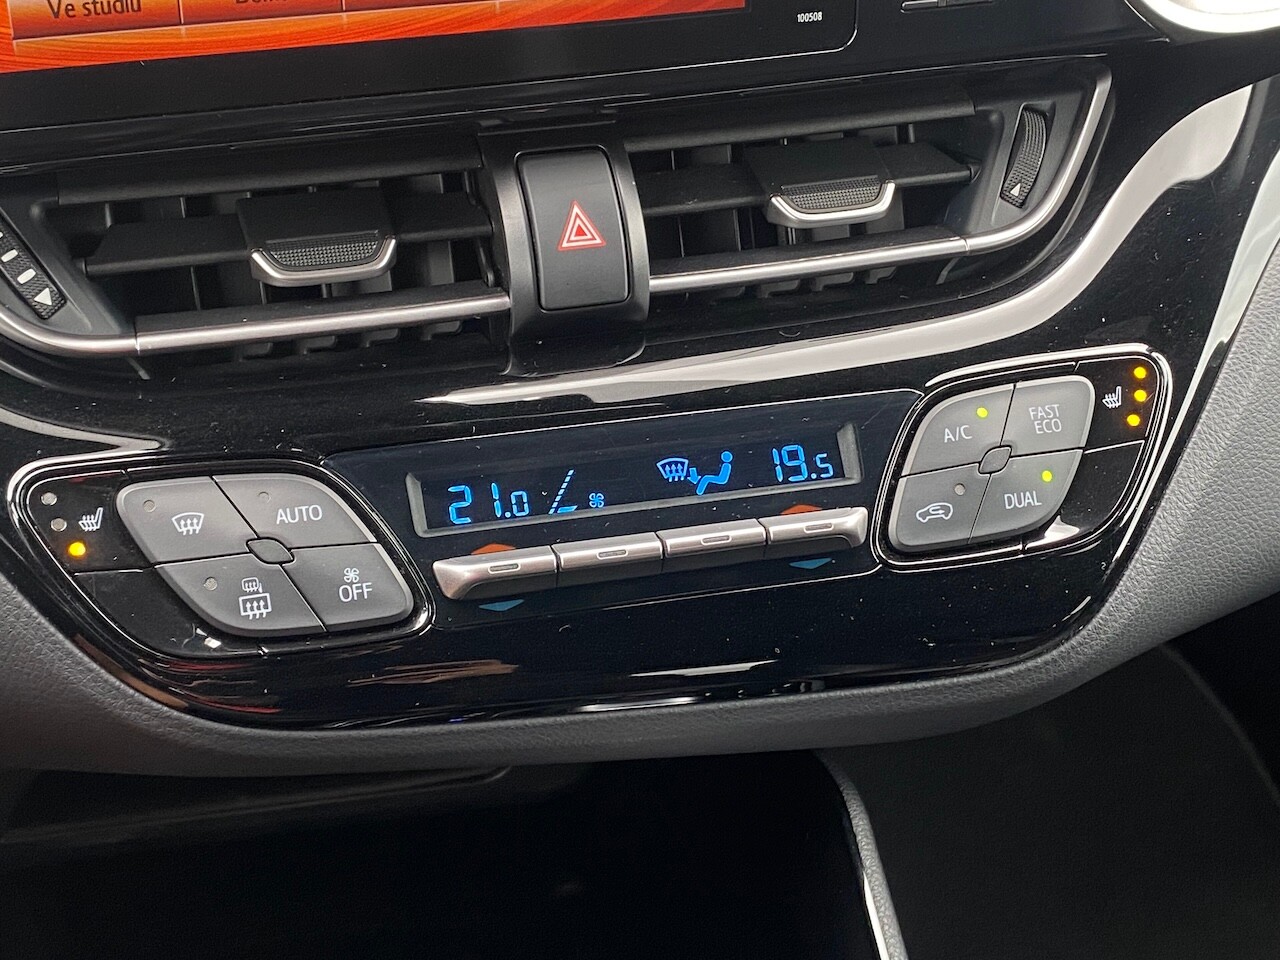 Ve studiu
100508
A/C
FAST
ECO
AUTO
21.0
19.5
DUAL
OFF